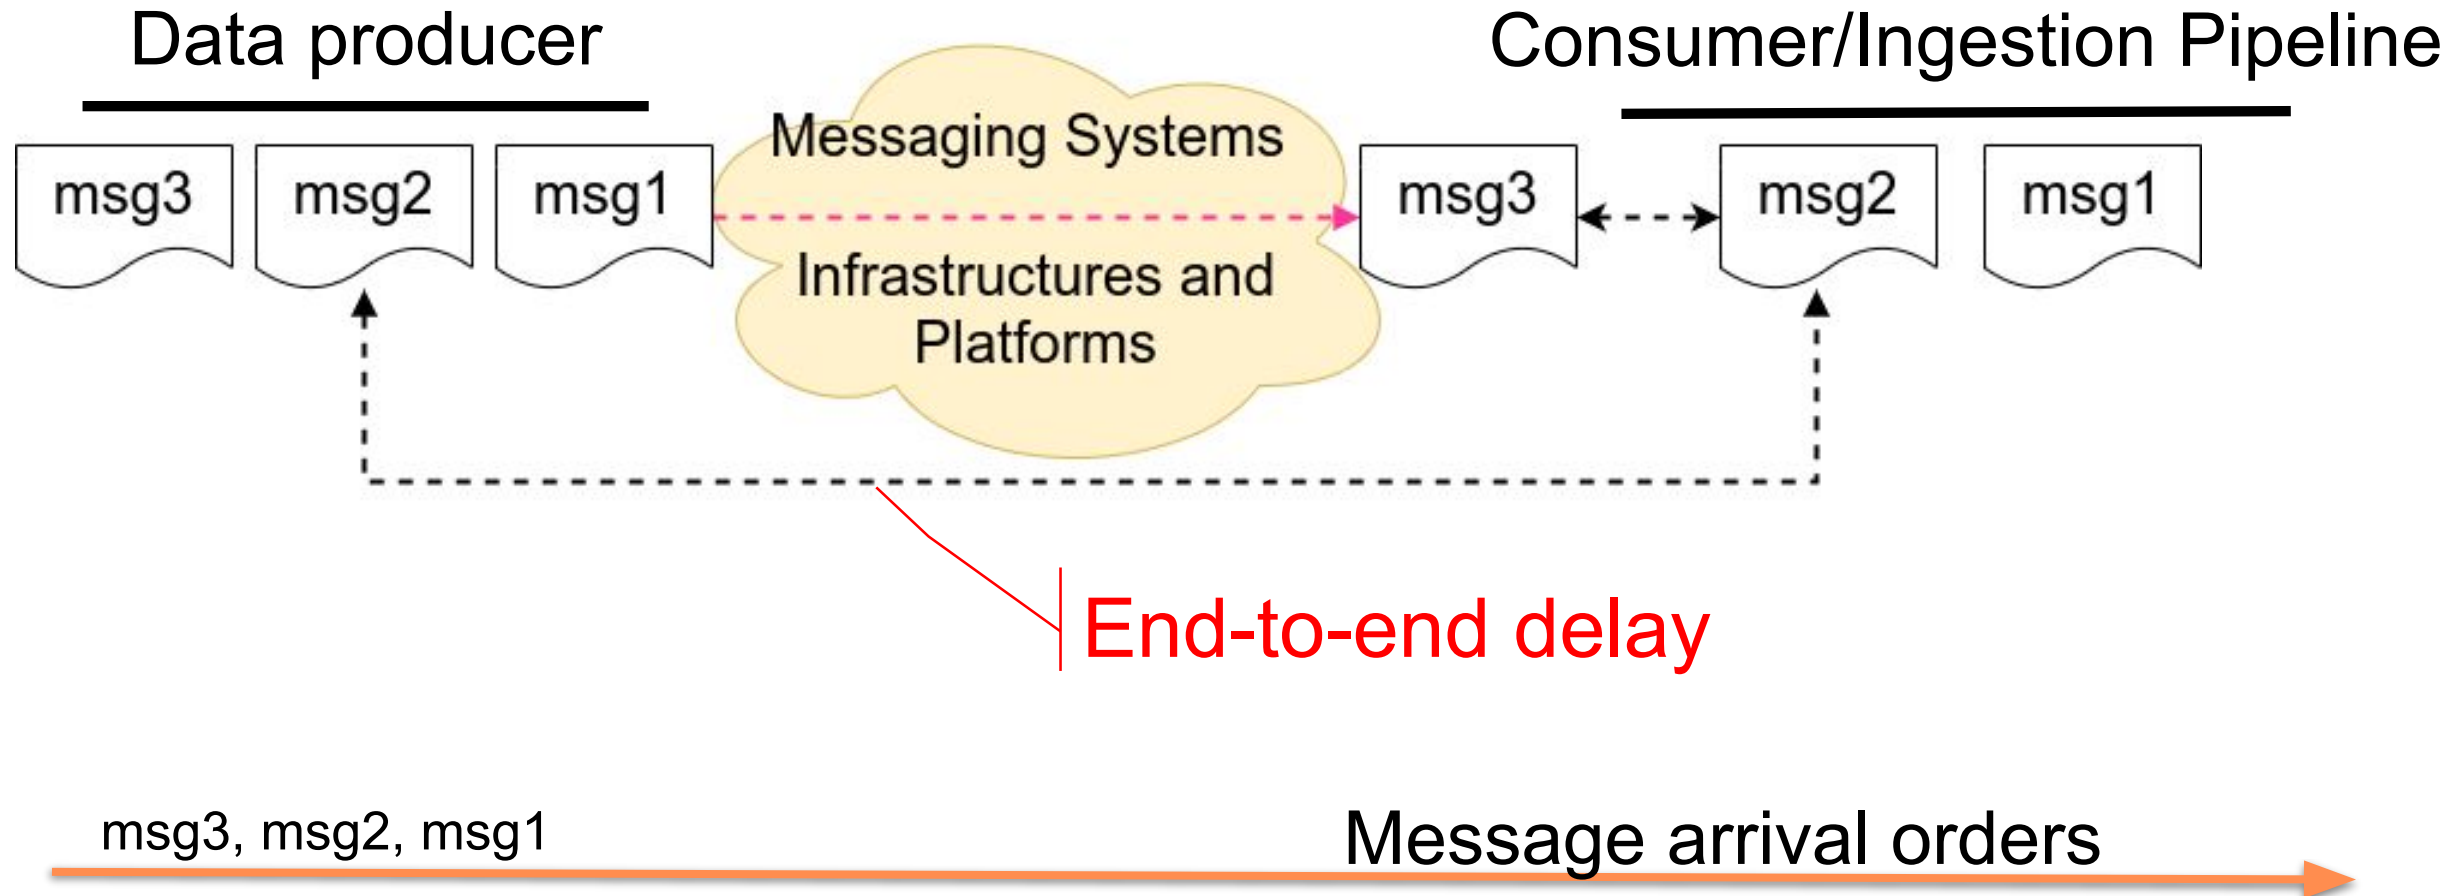 Data producer
Consumer/Ingestion Pipeline
msg3
msg2
msg1
Messaging Systems
Infrastructures and
Platforms
msg3
msg2
msg1
End-to-end delay
msg3, msg2, msg1
Message arrival orders